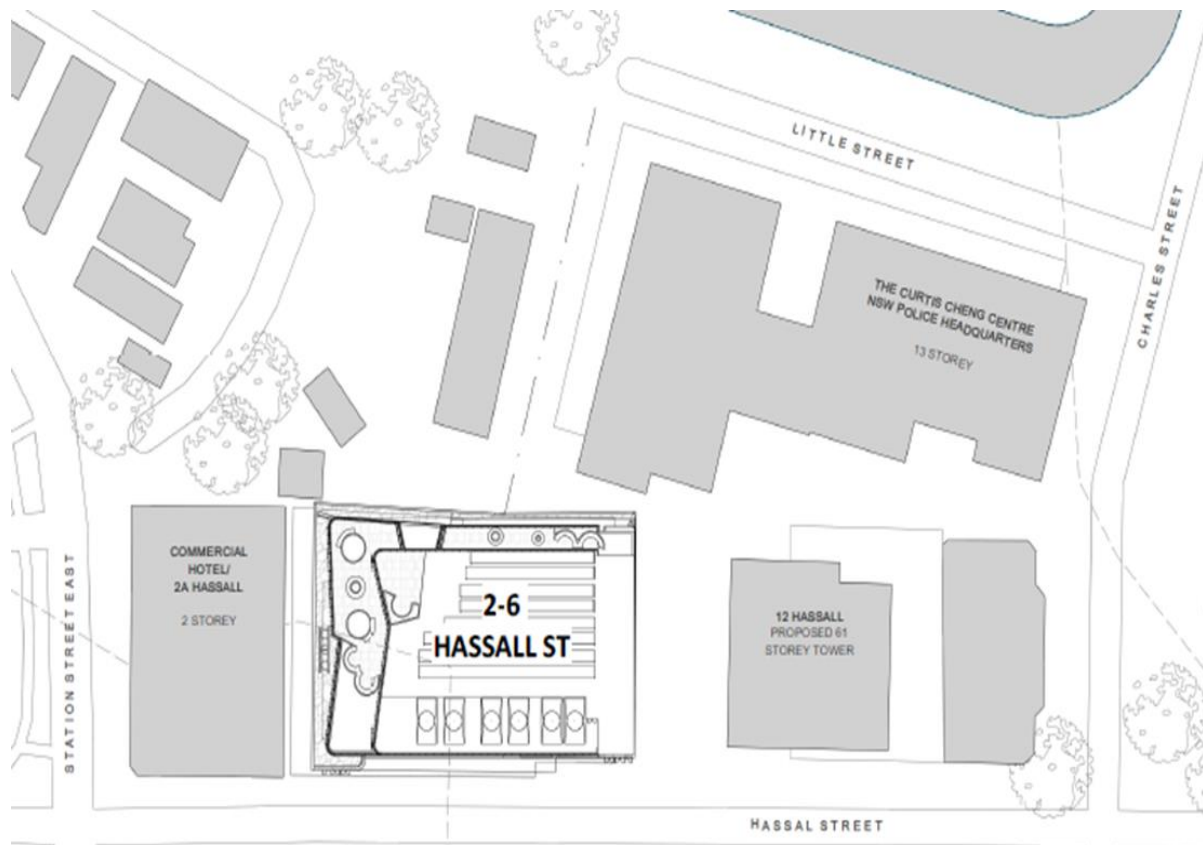 LITTLE STREET
CHARLES STREET
THE CURTIS CHENG CENTRE
NSW POLICE HEADQUARTERS
13 STOREY
COMMERCIAL
HOTEL/
2A HASSALL
2 STOREY
2-6
HASSALL ST
12 HASSALL
PROPOSED 61
STOREY TOWER
STATION STREET EAST
HASSAL STREET